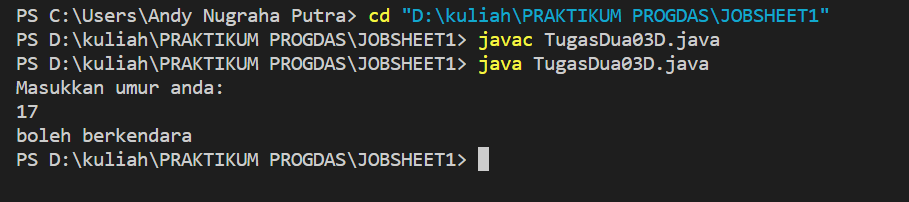 PS C:\Users\Andy Nugraha Putra> cd "D:\kuliah\PRAKTIKUM PROGDAS\JOBSHEET1"
PS D:\kuliah\PRAKTIKUM PROGDAS\JOBSHEET1> javac TugasDua03D.java
PS D:\kuliah\PRAKTIKUM PROGDAS\JOBSHEET1> java TugasDua03D.java
Masukkan umur anda:
17
boleh berkendara
PS D:\kuliah\PRAKTIKUM PROGDAS\JOBSHEET1>